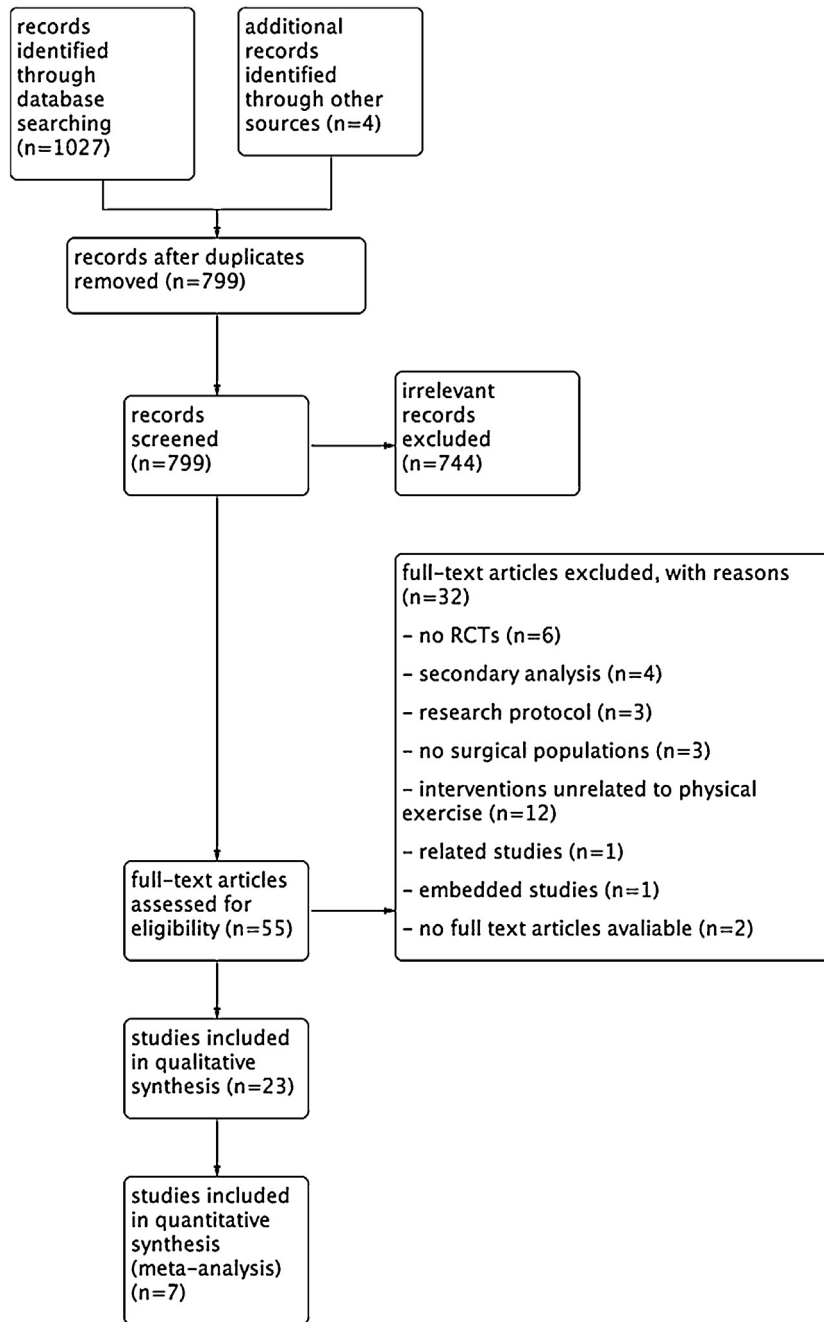 records
identified
through
database
searching
(n=1027)
additional
records
identified
through other
sources (n=4)
records after duplicates
removed (n=799)
records
screened
(n=799)
irrelevant
records
excluded
(n=744)
full-text articles excluded, with reasons
(n=32)
- no RCTs (n=6)
- secondary analysis (n=4)
- research protocol (n=3)
- no surgical populations (n=3)
- interventions unrelated to physical
exercise (n=12)
- related studies (n=1)
- embedded studies (n=1)
- no full text articles avaliable (n=2)
full-text articles
assessed for
eligibility (n=55)
studies included
in qualitative
synthesis (n=23)
studies included
in quantitative
synthesis
(meta-analysis)
(n=7)